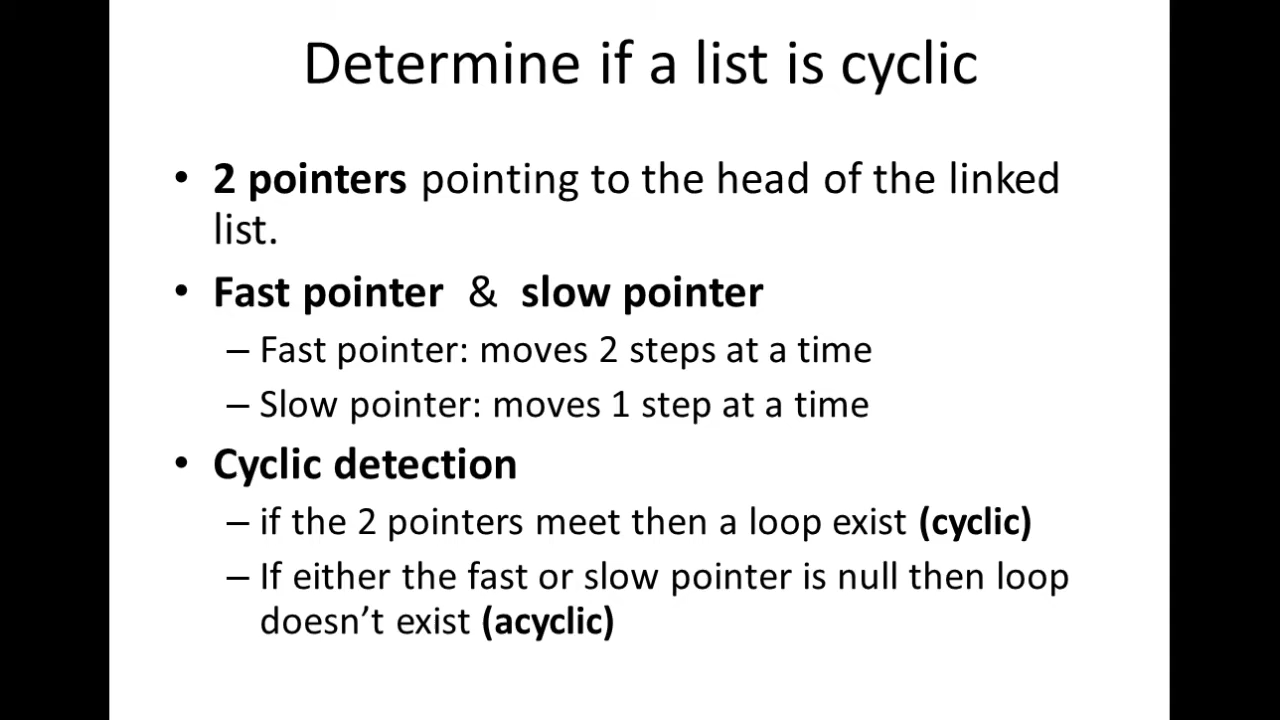 Determine if a list is cyclic
• 2 pointers pointing to the head of the linked
list.
• Fast pointer & slow pointer
– Fast pointer: moves 2 steps at a time
– Slow pointer: moves 1 step at a time
• Cyclic detection
– if the 2 pointers meet then a loop exist (cyclic)
– If either the fast or slow pointer is null then loop
doesn’t exist (acyclic)